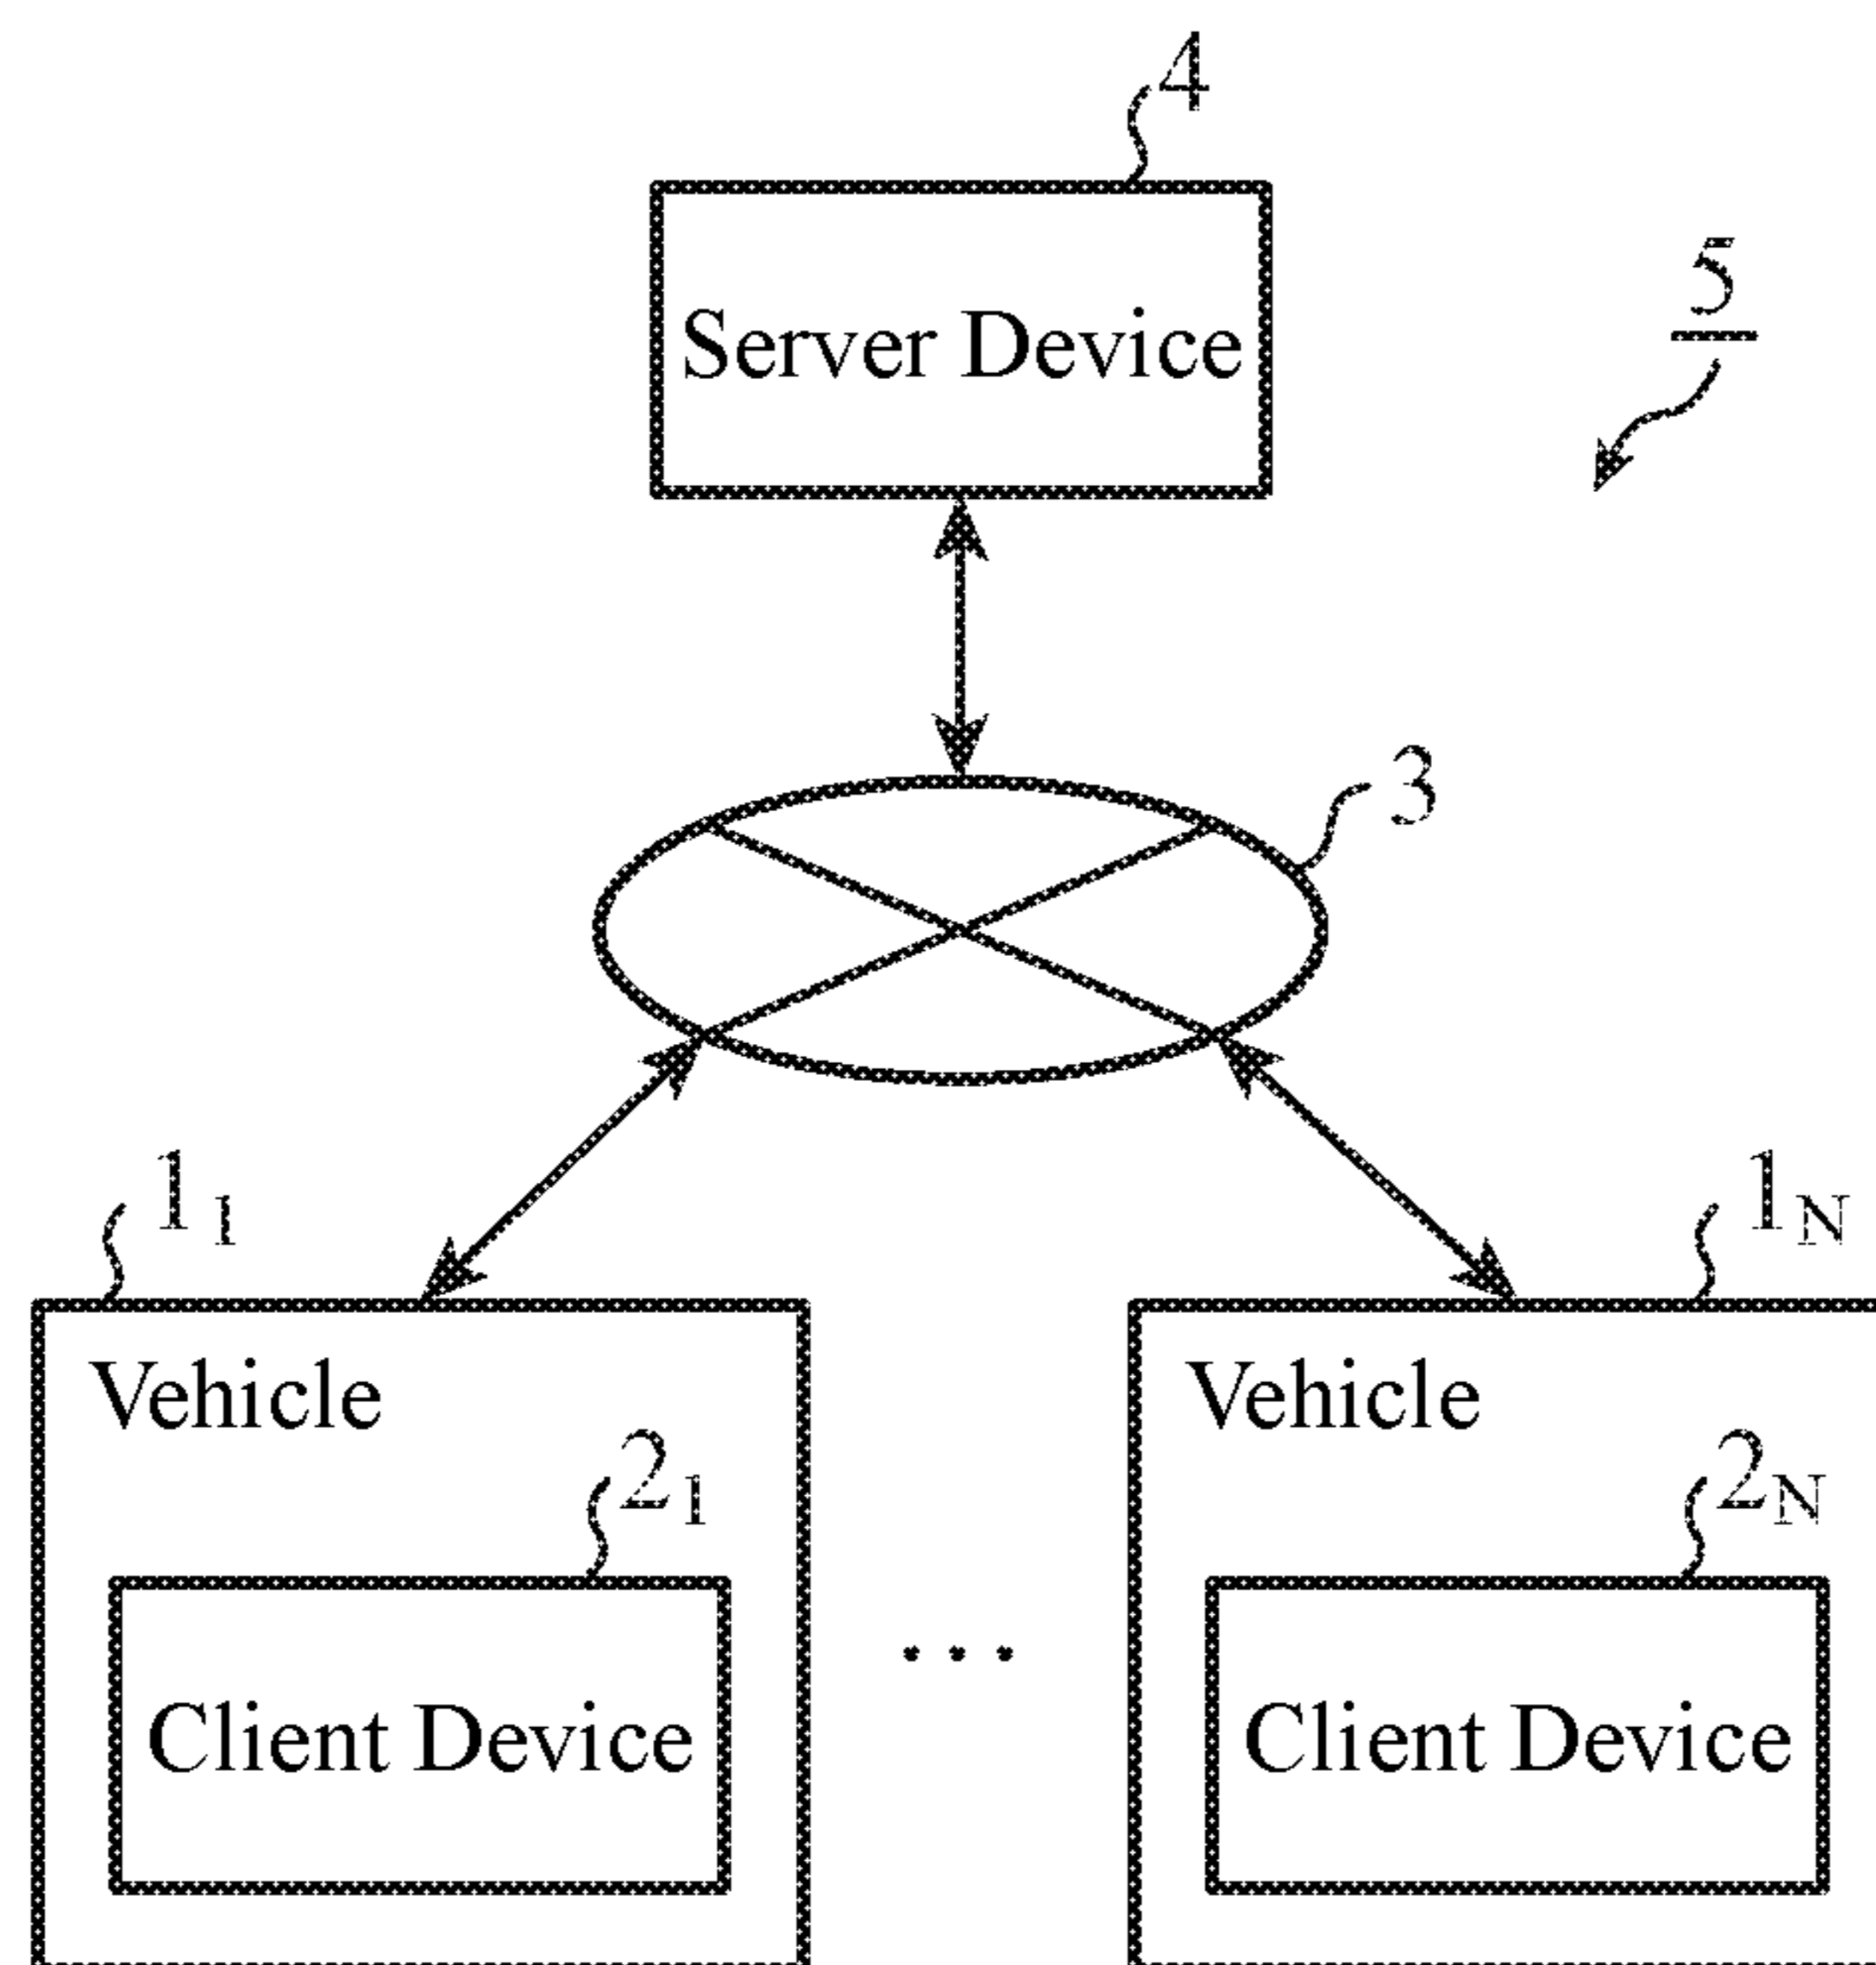 4
Server Device
5
3
1₁
1ₙ
Vehicle
Vehicle
2₁
2ₙ
Client Device
...
Client Device